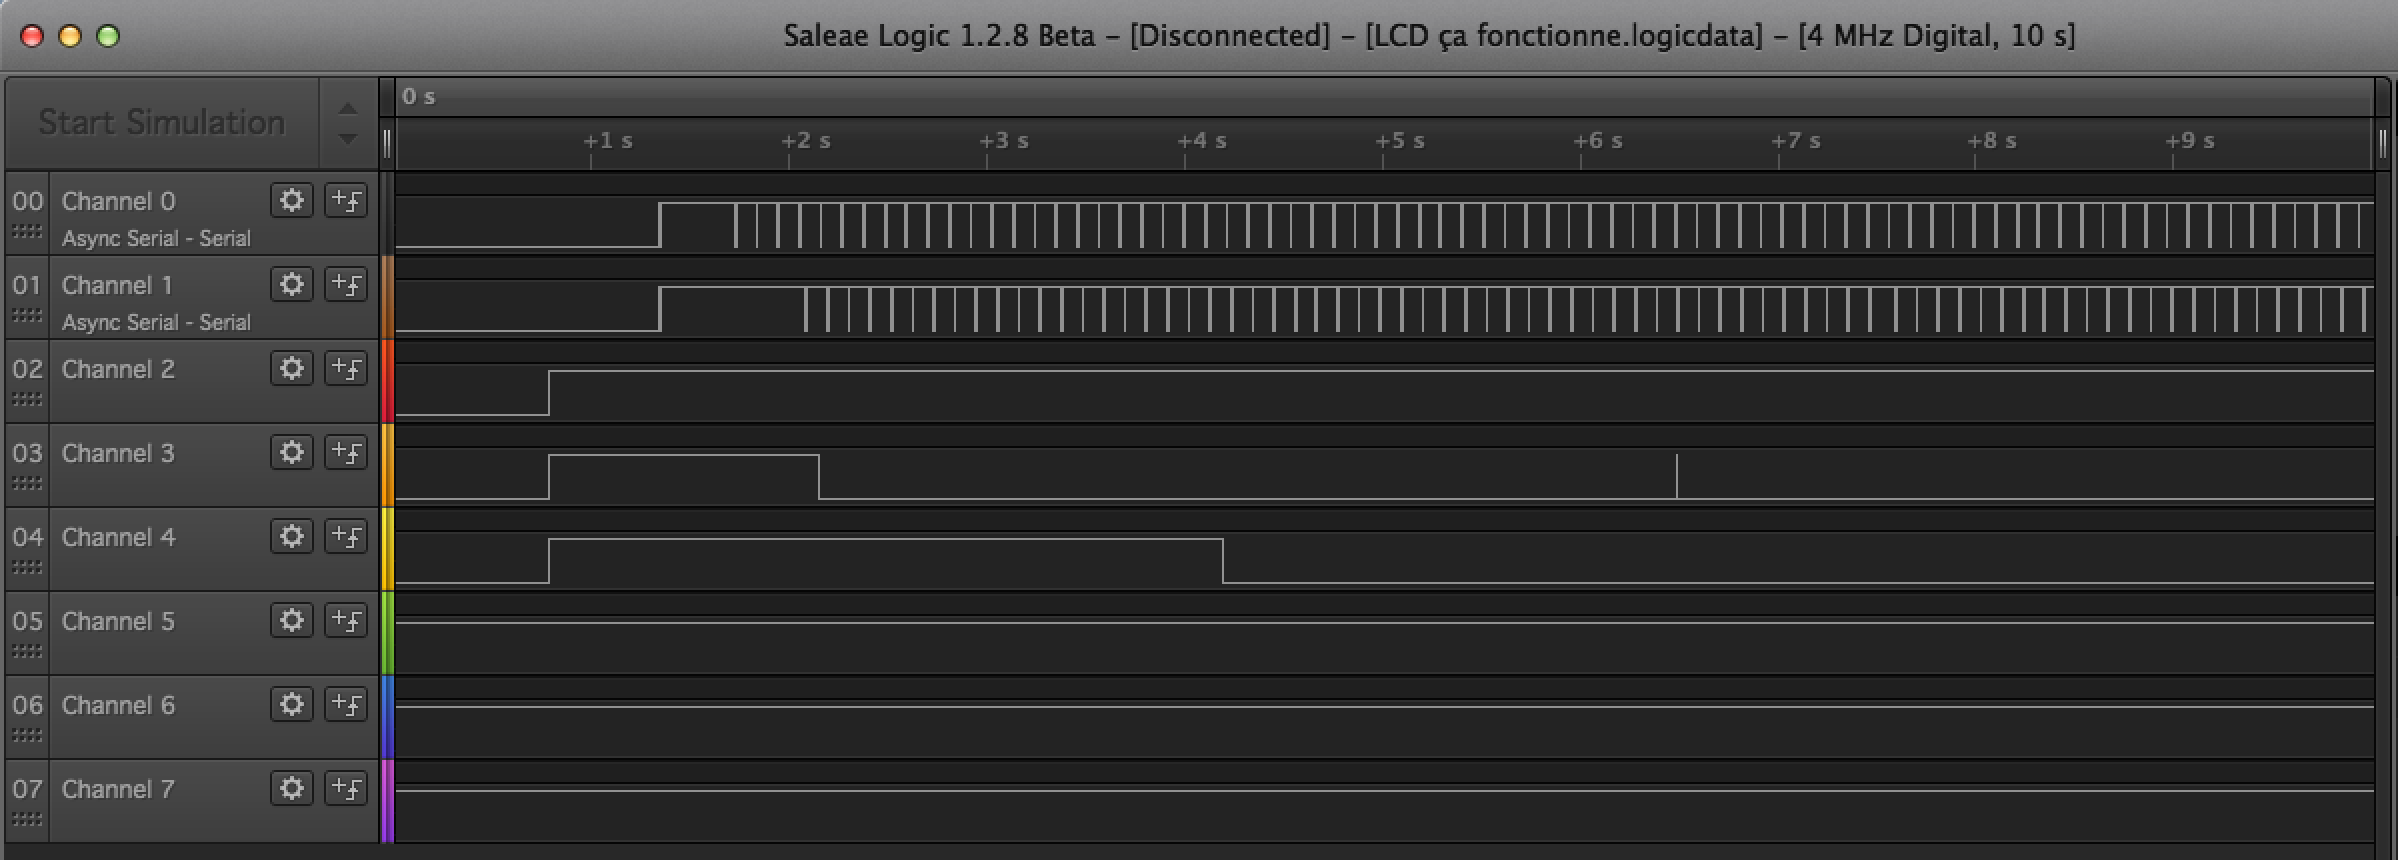 Saleae Logic 1.2.8 Beta – [Disconnected] – [LCD ça fonctionne.logicdata] – [4 MHz Digital, 10 s]
Start Simulation
0 s
+1 s +2 s +3 s +4 s +5 s +6 s +7 s +8 s +9 s
00 Channel 0
Async Serial - Serial
01 Channel 1
Async Serial - Serial
02 Channel 2
03 Channel 3
04 Channel 4
05 Channel 5
06 Channel 6
07 Channel 7